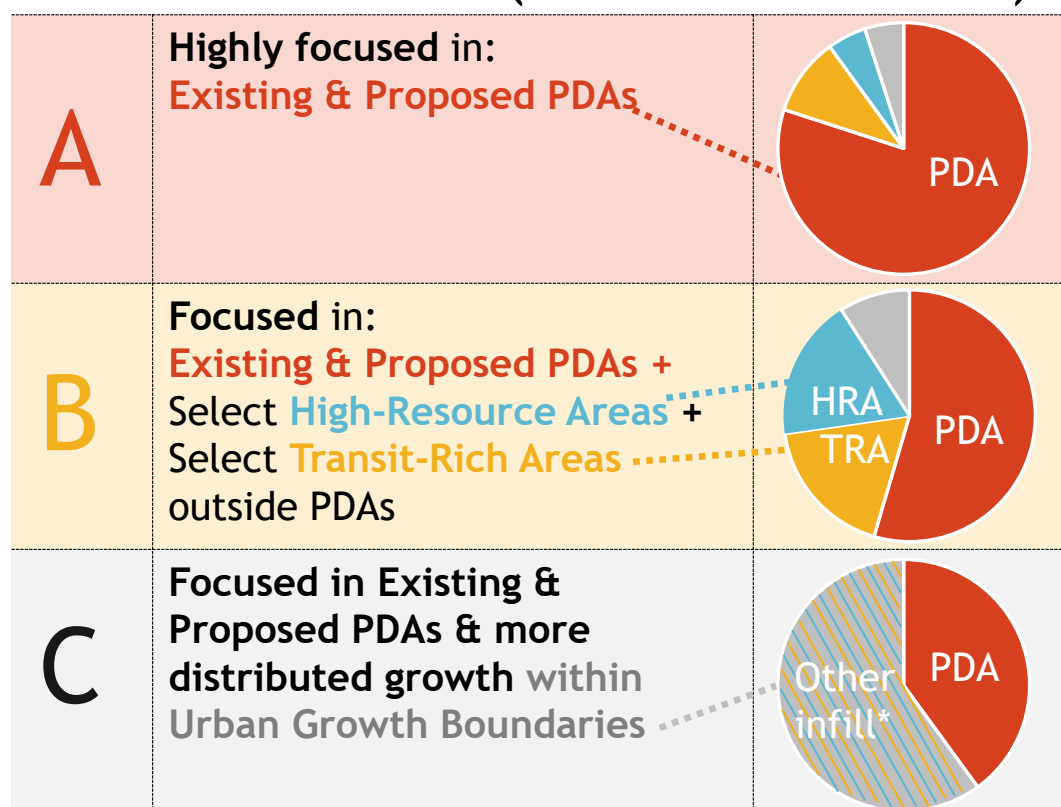 A
Highly focused in:
Existing & Proposed PDAs
PDA
B
Focused in:
Existing & Proposed PDAs +
Select High-Resource Areas +
Select Transit-Rich Areas
outside PDAs
HRA
TRA
PDA
C
Focused in Existing &
Proposed PDAs & more
distributed growth within
Urban Growth Boundaries
Other
infill*
PDA